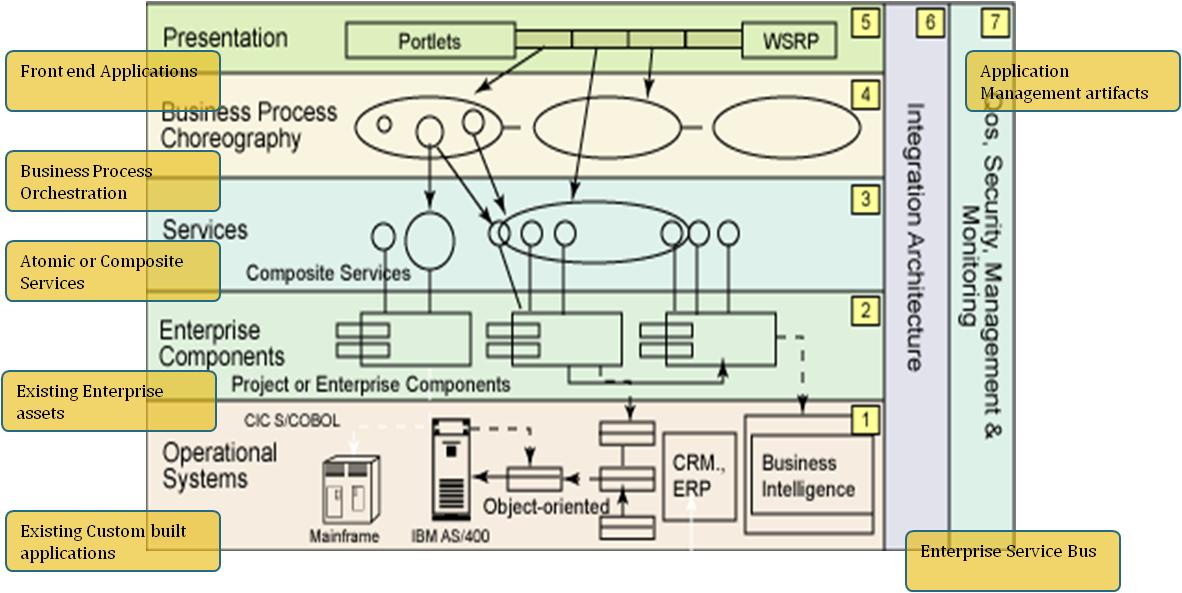 Presentation
Portlets
WSRP
5
6
7
Front end Applications
Application
Management artifacts
Business Process
Choreography
4
Business Process
Orchestration
Services
3
Composite Services
Atomic or Composite
Services
Enterprise
Components
2
Project or Enterprise Components
Existing Enterprise
assets
CIC S/COBOL
1
Operational
Systems
CRM.,
ERP
Business
Intelligence
Object-oriented
Mainframe
IBM AS/400
Existing Custom built
applications
Integration Architecture
Qos, Security, Management &
Monitoring
Enterprise Service Bus